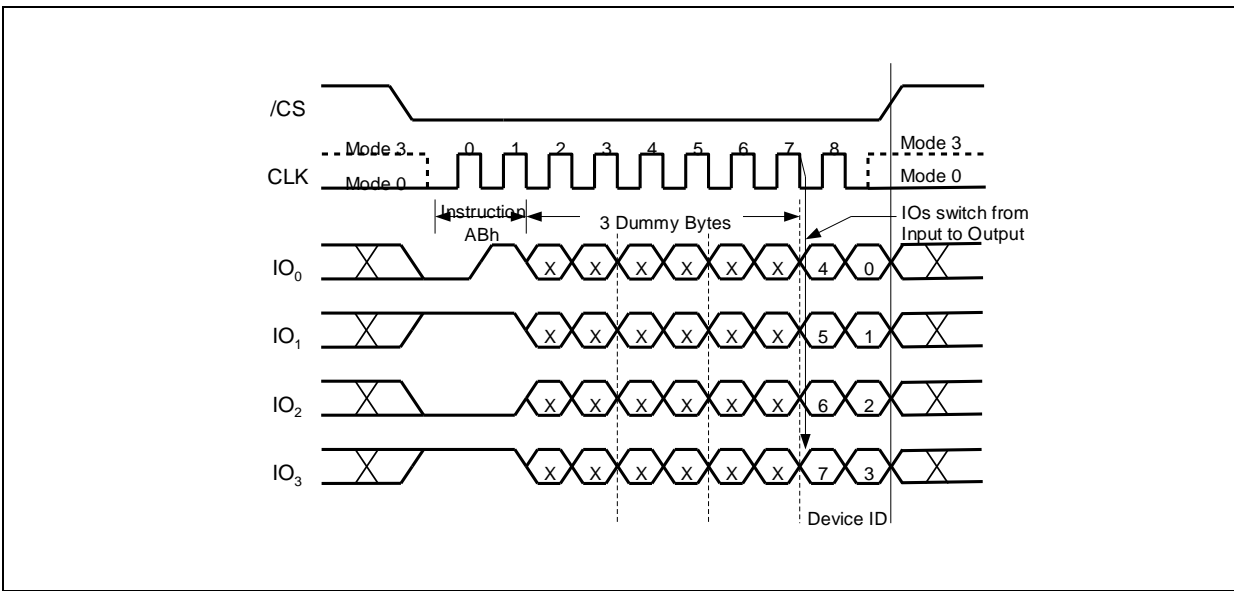 /CS
Mode 3 0 1 2 3 4 5 6 7 8 Mode 3
CLK Mode 0 Mode 0
Instruction
ABh
3 Dummy Bytes
IOs switch from
Input to Output
IO0 X X X X X X 4 0
IO1 X X X X X X 5 1
IO2 X X X X X X 6 2
IO3 X X X X X X 7 3
Device ID